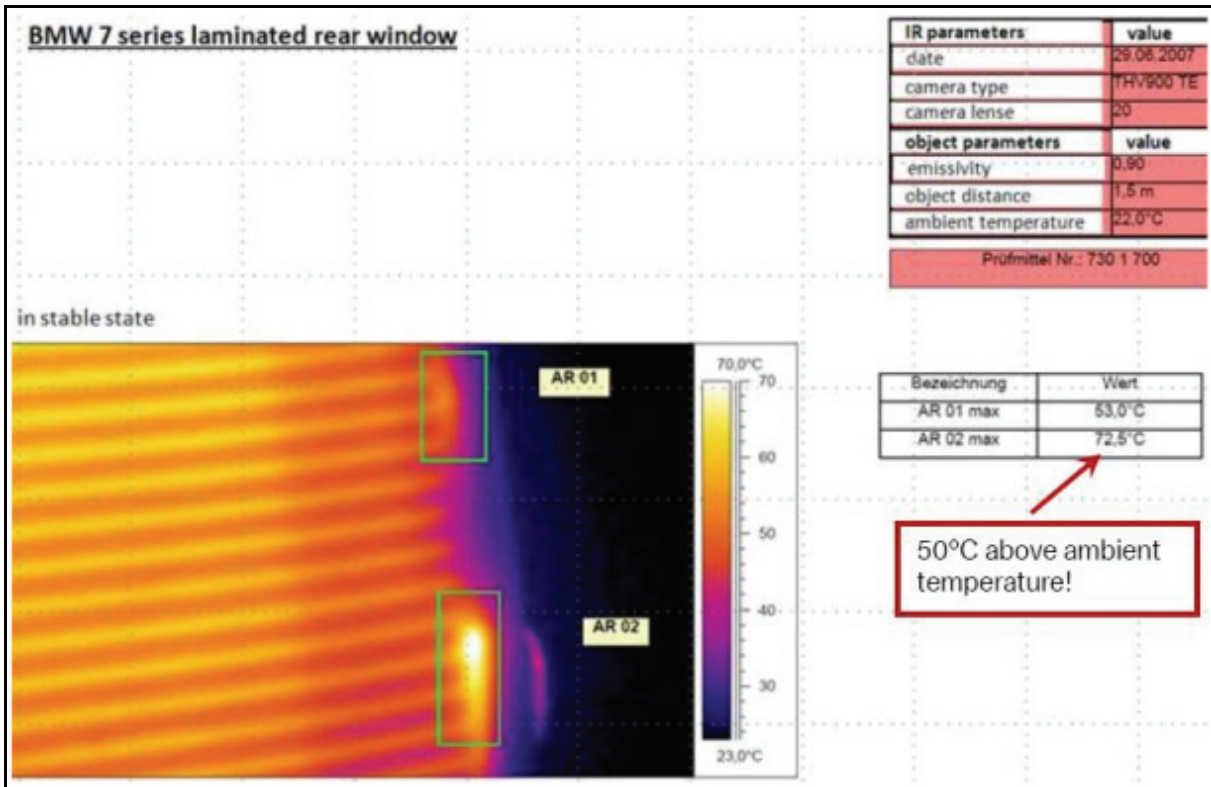 BMW 7 series laminated rear window
IR parameters value
date 29.06.2007
camera type THV900 TE
camera lense 20
object parameters value
emissivity 0,90
object distance 1,5 m
ambient temperature 22,0°C
Prüfmittel Nr.: 730 1 700
in stable state
AR 01
AR 02
70,0°C
70
60
50
40
30
23,0°C
Bezeichnung Wert
AR 01 max 53,0°C
AR 02 max 72,5°C
50°C above ambient
temperature!